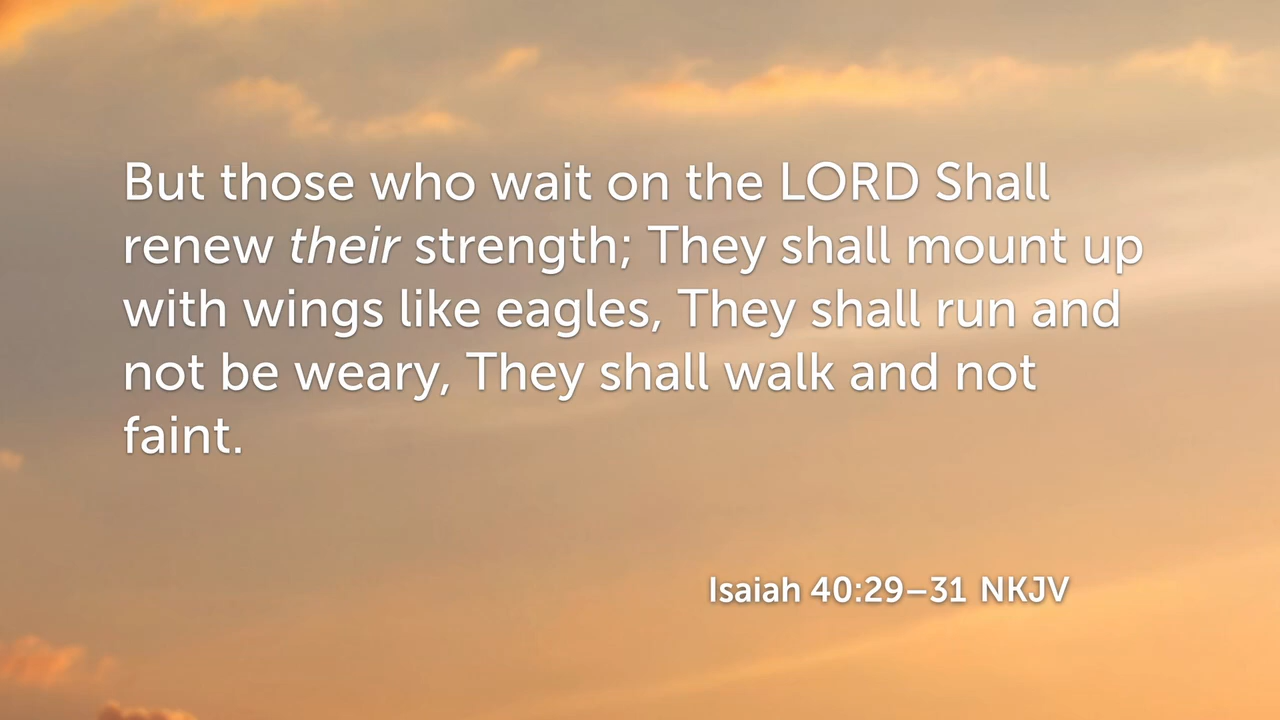 But those who wait on the LORD Shall
renew their strength; They shall mount up
with wings like eagles, They shall run and
not be weary, They shall walk and not
faint.
Isaiah 40:29–31 NKJV